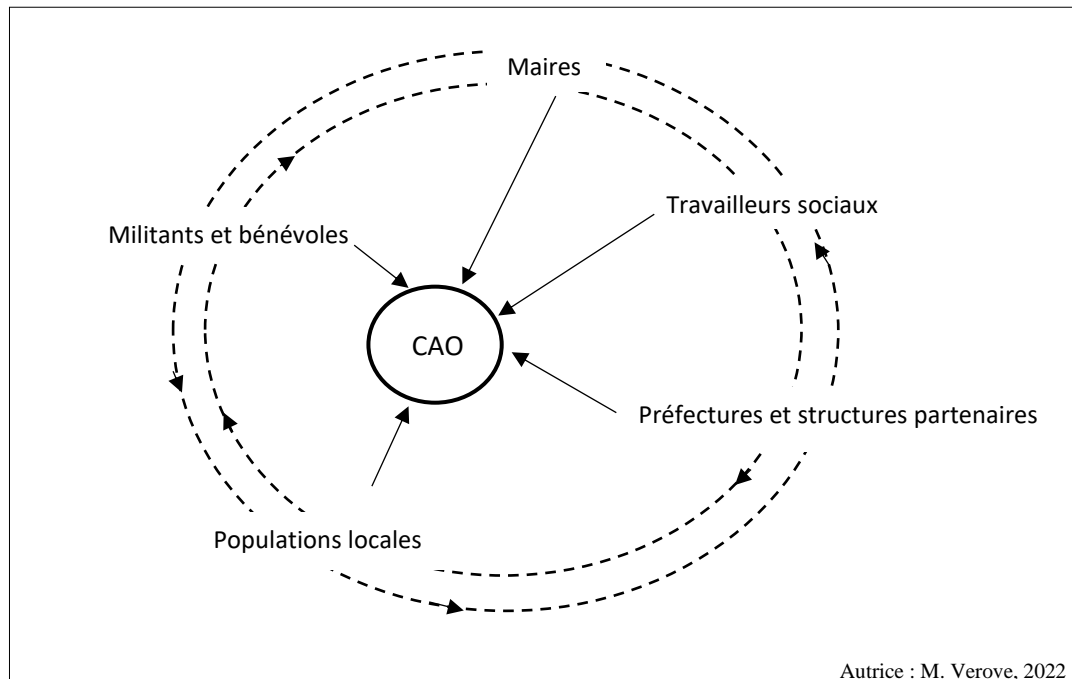 Maires
Travailleurs sociaux
Militants et bénévoles
CAO
Préfectures et structures partenaires
Populations locales
Autrice : M. Verove, 2022